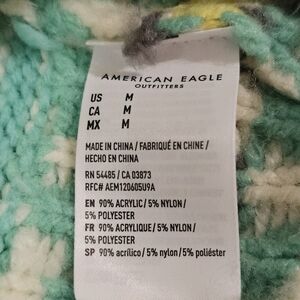 AMERICAN EAGLE
OUTFITTERS
US M
CA M
MX M
MADE IN CHINA / FABRIQUÉ EN CHINE /
HECHO EN CHINA
RN 54485 / CA 03873
RFC# AEM120605U9A
EN 90% ACRYLIC / 5% NYLON /
5% POLYESTER
FR 90% ACRYLIQUE / 5% NYLON /
5% POLYESTER
SP 90% acrílico / 5% nylon / 5% poliéster